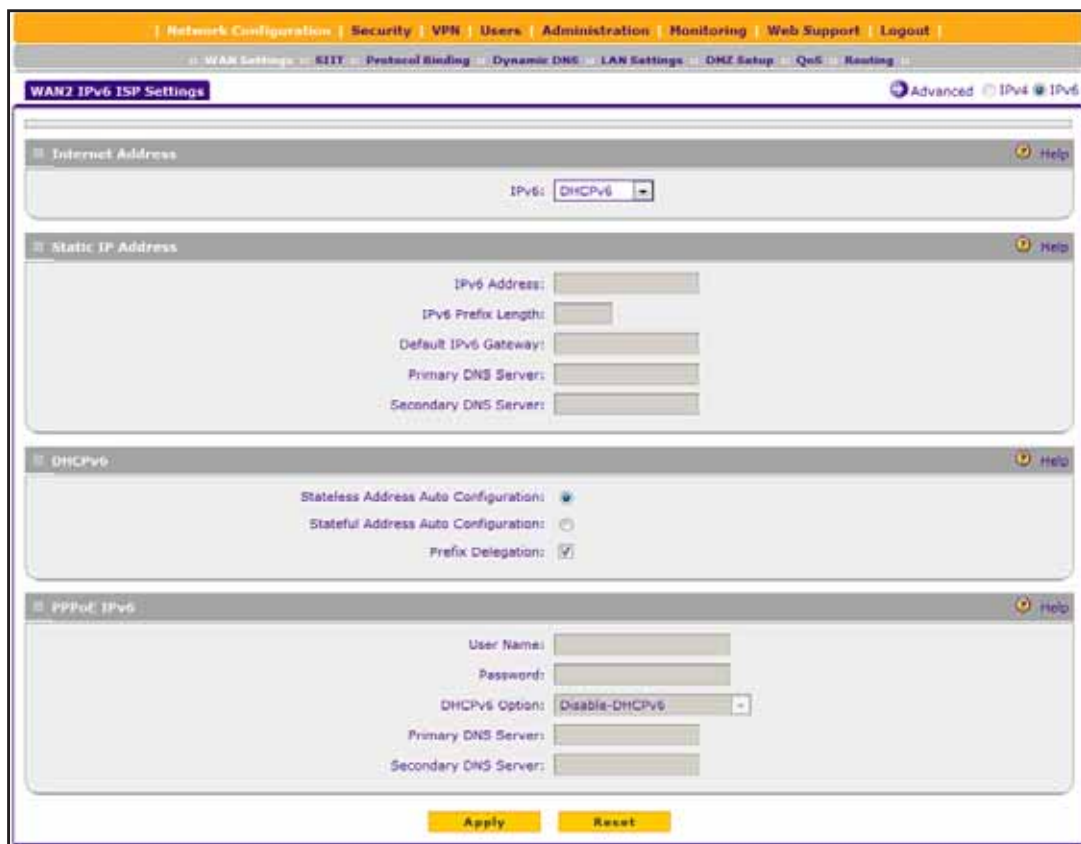 | Network Configuration | Security | VPN | Users | Administration | Monitoring | Web Support | Logout |
:: WAN Settings :: SIIT :: Protocol Binding :: Dynamic DNS :: LAN Settings :: DMZ Setup :: QoS :: Routing ::
WAN2 IPv6 ISP Settings Advanced IPv4 IPv6
Internet Address Help
IPv6: DHCPv6
Static IP Address Help
IPv6 Address:
IPv6 Prefix Length:
Default IPv6 Gateway:
Primary DNS Server:
Secondary DNS Server:
DHCPv6 Help
Stateless Address Auto Configuration:
Stateful Address Auto Configuration:
Prefix Delegation:
PPPoE IPv6 Help
User Name:
Password:
DHCPv6 Option: Disable-DHCPv6
Primary DNS Server:
Secondary DNS Server:
Apply Reset